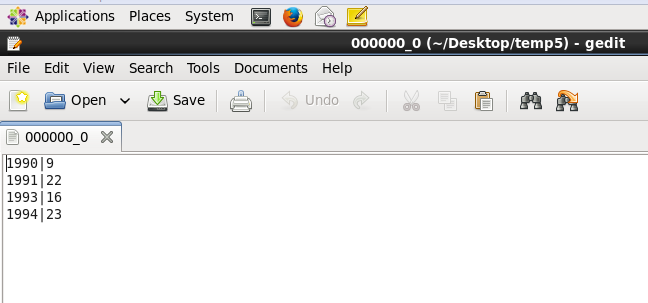 Applications Places System
000000_0 (~/Desktop/temp5) - gedit
File Edit View Search Tools Documents Help
Open Save Undo
000000_0
1990|9
1991|22
1993|16
1994|23